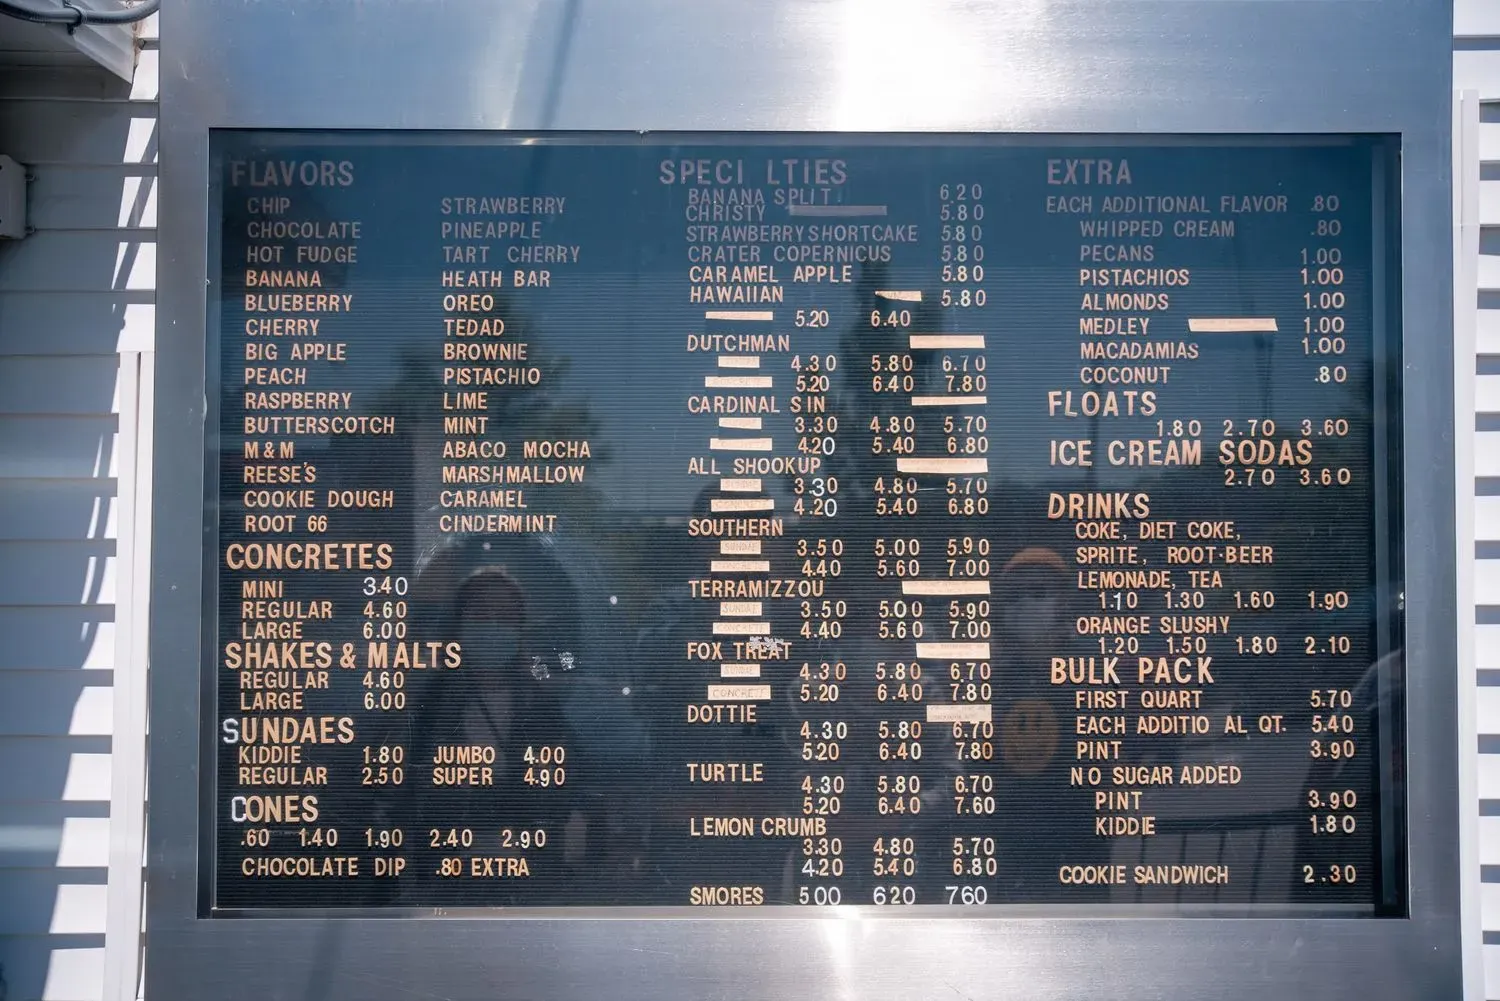 FLAVORS
CHIP STRAWBERRY
CHOCOLATE PINEAPPLE
HOT FUDGE TART CHERRY
BANANA HEATH BAR
BLUEBERRY OREO
CHERRY TEDAD
BIG APPLE BROWNIE
PEACH PISTACHIO
RASPBERRY LIME
BUTTERSCOTCH MINT
M&M ABACO MOCHA
REESE'S MARSHMALLOW
COOKIE DOUGH CARAMEL
ROOT 66 CINDERMINT
CONCRETES
MINI 3.40
REGULAR 4.60
LARGE 6.00
SHAKES & MALTS
REGULAR 4.60
LARGE 6.00
SUNDAES
KIDDIE 1.80 JUMBO 4.00
REGULAR 2.50 SUPER 4.90
CONES
.60 1.40 1.90 2.40 2.90
CHOCOLATE DIP .80 EXTRA
SPECI LTIES
BANANA SPLIT 620
CHRISTY 5.80
STRAWBERRY SHORTCAKE 5.80
CRATER COPERNICUS 5.80
CARAMEL APPLE 5.80
HAWAIIAN 5.80
5.20 6.40
DUTCHMAN
4.30 5.80 6.70
CONCRETE 5.20 6.40 7.80
CARDINAL SIN
3.30 4.80 5.70
CONCRETE 4.20 5.40 6.80
ALL SHOOKUP
SUNDAE 3.30 4.80 5.70
CONCRETE 4.20 5.40 6.80
SOUTHERN
SUNDAE 3.50 5.00 5.90
CONCRETE 4.40 5.60 7.00
TERRAMIZZOU
SUNDAE 3.50 5.00 5.90
CONCRETE 4.40 5.60 7.00
FOX TREAT
SUNDAE 4.30 5.80 6.70
CONCRETE 5.20 6.40 7.80
DOTTIE
4.30 5.80 6.70
5.20 6.40 7.80
TURTLE
4.30 5.80 6.70
5.20 6.40 7.60
LEMON CRUMB
3.30 4.80 5.70
4.20 5.40 6.80
SMORES 500 620 760
EXTRA
EACH ADDITIONAL FLAVOR .80
WHIPPED CREAM .80
PECANS 1.00
PISTACHIOS 1.00
ALMONDS 1.00
MEDLEY 1.00
MACADAMIAS 1.00
COCONUT .80
FLOATS
1.80 2.70 3.60
ICE CREAM SODAS
2.70 3.60
DRINKS
COKE, DIET COKE,
SPRITE, ROOT·BEER
LEMONADE, TEA
1.10 1.30 1.60 1.90
ORANGE SLUSHY
1.20 1.50 1.80 2.10
BULK PACK
FIRST QUART 5.70
EACH ADDITIO AL QT. 5.40
PINT 3.90
NO SUGAR ADDED
PINT 3.90
KIDDIE 1.80
COOKIE SANDWICH 2.30